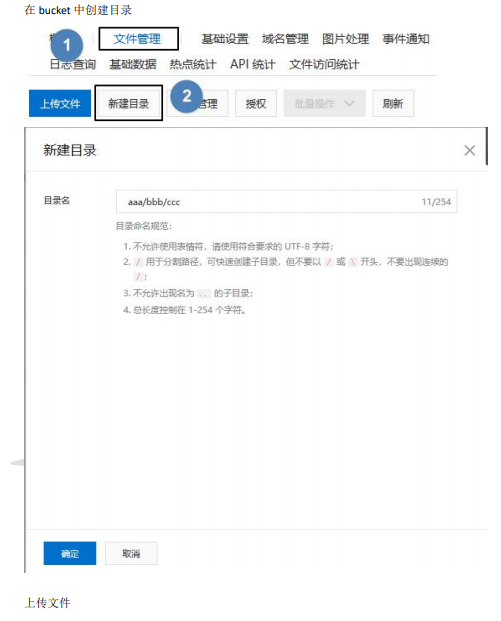 在 bucket 中创建目录
1 文件管理 基础设置 域名管理 图片处理 事件通知
日志查询 基础数据 热点统计 API 统计 文件访问统计
上传文件 新建目录 2 管理 授权 批量操作 刷新
新建目录
目录名 aaa/bbb/ccc 11/254
目录命名规范：
1. 不允许使用表情符，请使用符合要求的 UTF-8 字符；
2. / 用于分割路径，可快速创建子目录，但不要以 / 或 \ 开头，不要出现连续的
/ ；
3. 不允许出现名为 .. 的子目录；
4. 总长度控制在 1-254 个字符。
确定 取消
上传文件